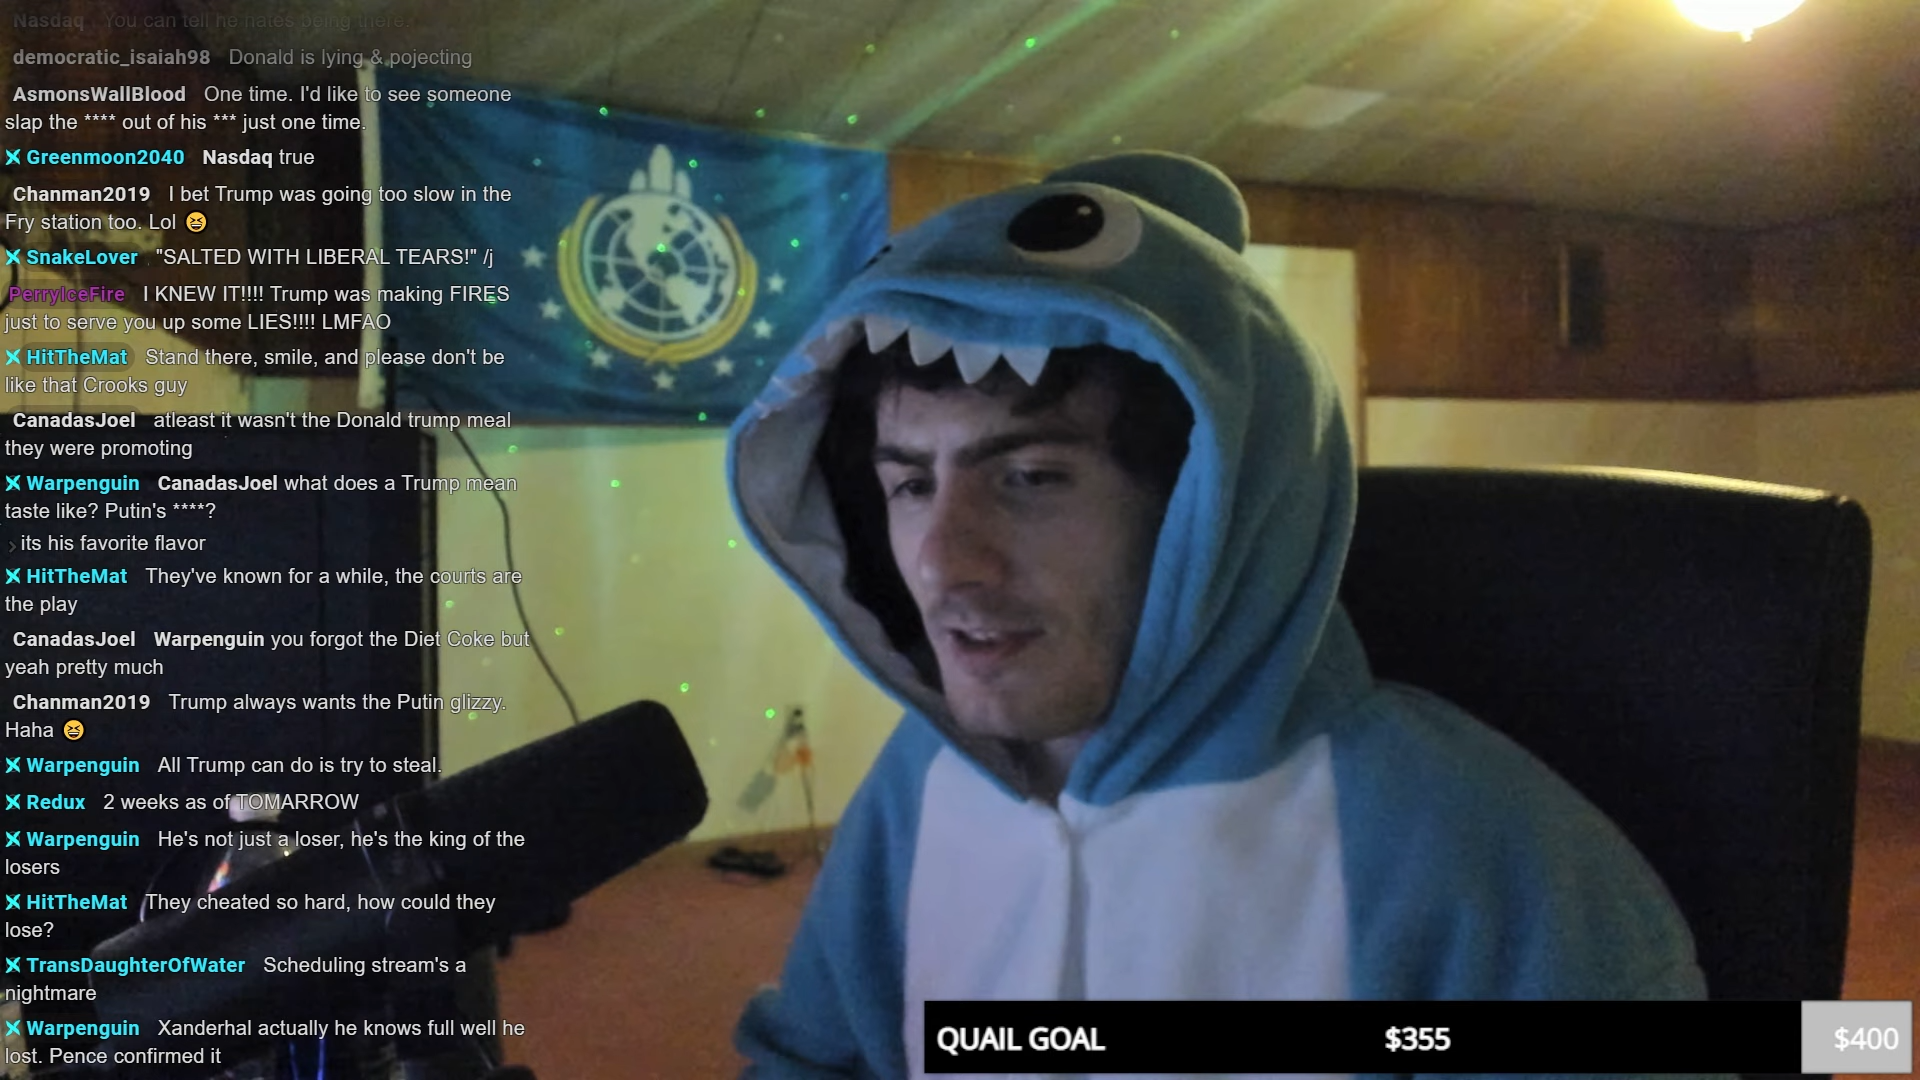 Nasdaq You can tell he hates being there.
democratic_isaiah98 Donald is lying & pojecting
AsmonsWallBlood One time. I'd like to see someone
slap the **** out of his *** just one time.
Greenmoon2040 Nasdaq true
Chanman2019 I bet Trump was going too slow in the
Fry station too. Lol 😆
SnakeLover "SALTED WITH LIBERAL TEARS!" /j
PerryIceFire I KNEW IT!!!! Trump was making FIRES
just to serve you up some LIES!!!! LMFAO
HitTheMat Stand there, smile, and please don't be
like that Crooks guy
CanadasJoel atleast it wasn't the Donald trump meal
they were promoting
Warpenguin CanadasJoel what does a Trump mean
taste like? Putin's ****?
its his favorite flavor
HitTheMat They've known for a while, the courts are
the play
CanadasJoel Warpenguin you forgot the Diet Coke but
yeah pretty much
Chanman2019 Trump always wants the Putin glizzy.
Haha 😆
Warpenguin All Trump can do is try to steal.
Redux 2 weeks as of TOMARROW
Warpenguin He's not just a loser, he's the king of the
losers
HitTheMat They cheated so hard, how could they
lose?
TransDaughterOfWater Scheduling stream's a
nightmare
Warpenguin Xanderhal actually he knows full well he
lost. Pence confirmed it
QUAIL GOAL $355 $400